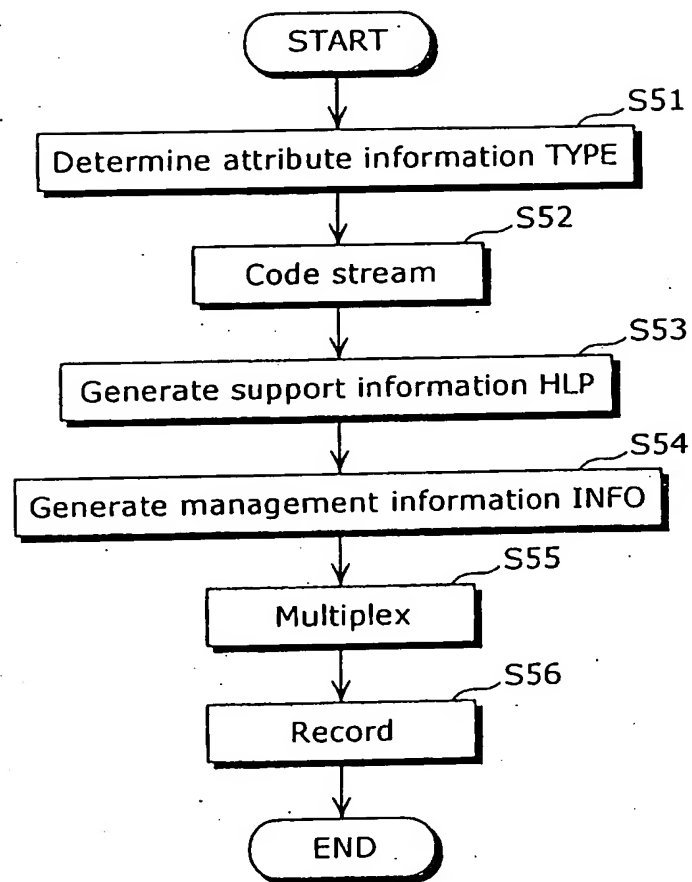 START
S51
Determine attribute information TYPE
S52
Code stream
S53
Generate support information HLP
S54
Generate management information INFO
S55
Multiplex
S56
Record
END